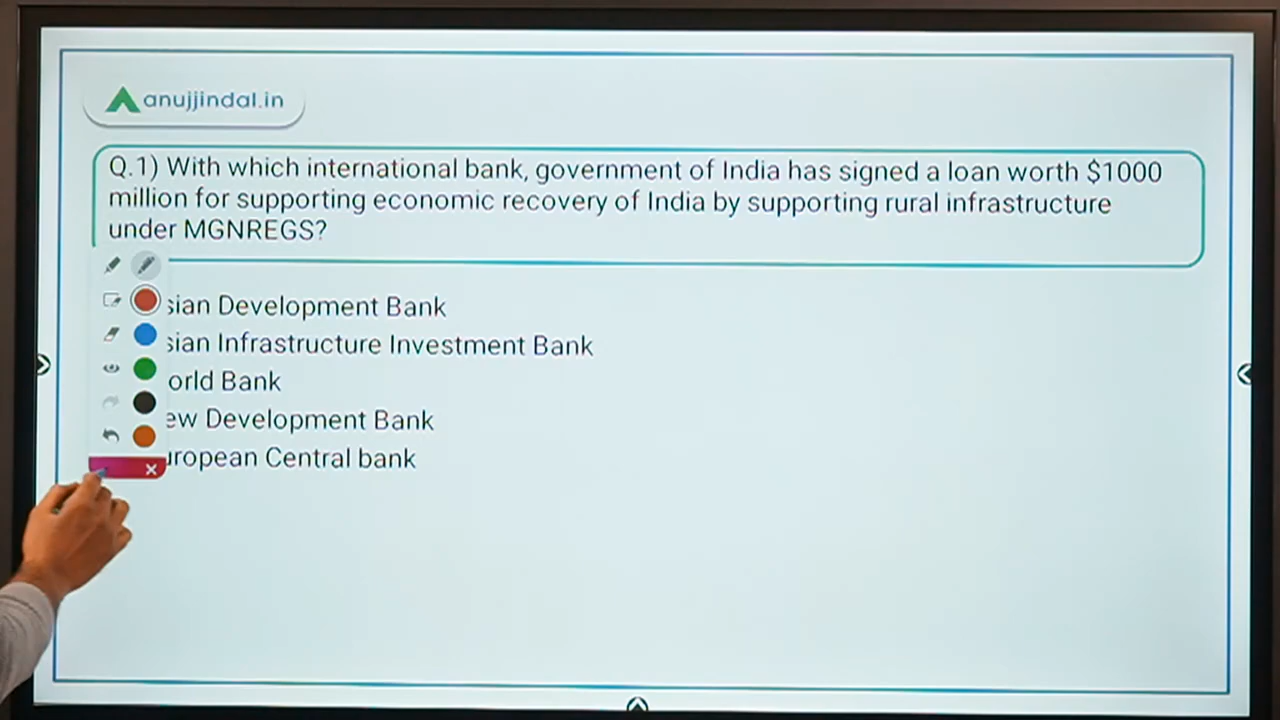 anujjindal.in
Q.1) With which international bank, government of India has signed a loan worth $1000
million for supporting economic recovery of India by supporting rural infrastructure
under MGNREGS?
sian Development Bank
sian Infrastructure Investment Bank
orld Bank
ew Development Bank
uropean Central bank